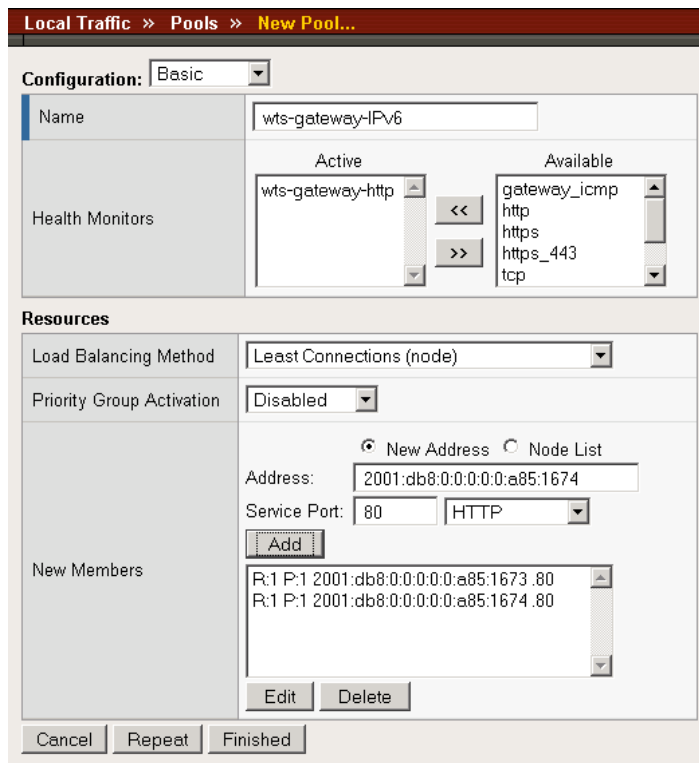 Local Traffic » Pools » New Pool...
Configuration: Basic
Name wts-gateway-IPv6
Active Available
Health Monitors
wts-gateway-http
<<
>>
gateway_icmp
http
https
https_443
tcp
Resources
Load Balancing Method Least Connections (node)
Priority Group Activation Disabled
New Members
New Address Node List
Address: 2001:db8:0:0:0:0:a85:1674
Service Port: 80 HTTP
Add
R:1 P:1 2001:db8:0:0:0:0:a85:1673 .80
R:1 P:1 2001:db8:0:0:0:0:a85:1674 .80
Edit Delete
Cancel Repeat Finished